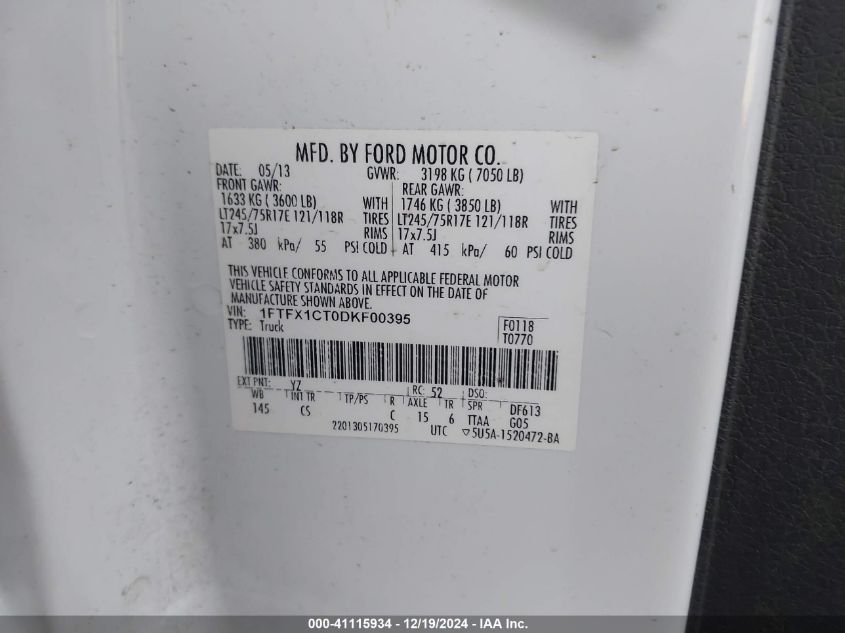 MFD. BY FORD MOTOR CO.
DATE: 05/13 GVWR: 3198 KG ( 7050 LB)
FRONT GAWR: REAR GAWR:
1633 KG ( 3600 LB) WITH 1746 KG ( 3850 LB) WITH
LT245/75R17E 121/118R TIRES LT245/75R17E 121/118R TIRES
17x7.5J RIMS 17x7.5J RIMS
AT 380 kPa/ 55 PSI COLD AT 415 kPa/ 60 PSI COLD
THIS VEHICLE CONFORMS TO ALL APPLICABLE FEDERAL MOTOR
VEHICLE SAFETY STANDARDS IN EFFECT ON THE DATE OF
MANUFACTURE SHOWN ABOVE.
VIN: 1FTFX1CT0DKF00395 F0118
TYPE: Truck T0770
EXT PNT: YZ RC: 52 DSO:
WB INT TR TP/PS R AXLE TR SPR DF613
145 CS C 15 6 TTAA G05
2201305170395 UTC ▽5U5A-1520472-BA
000-41115934 - 12/19/2024 - IAA Inc.